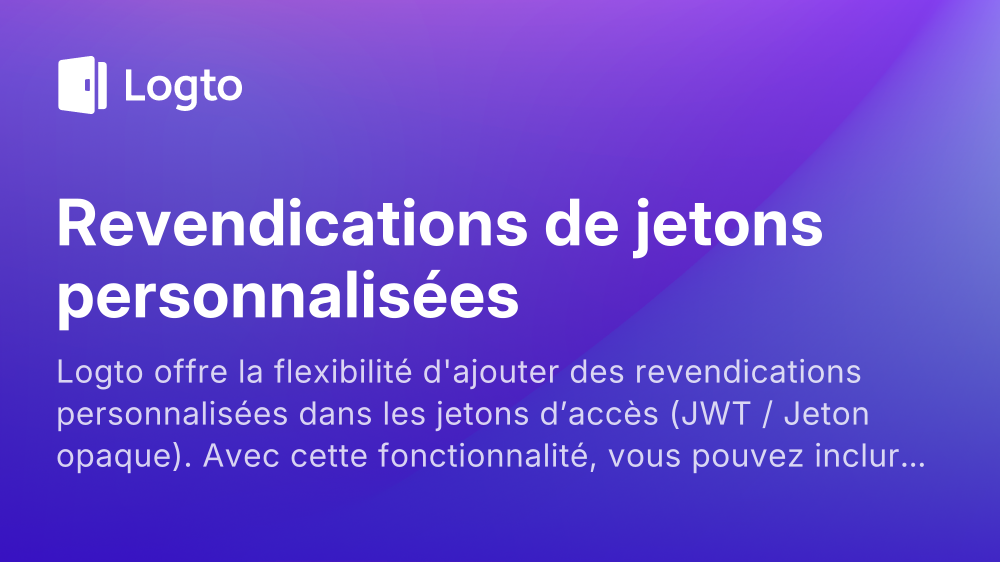 Logto
Revendications de jetons
personnalisées
Logto offre la flexibilité d'ajouter des revendications
personnalisées dans les jetons d’accès (JWT / Jeton
opaque). Avec cette fonctionnalité, vous pouvez inclur...